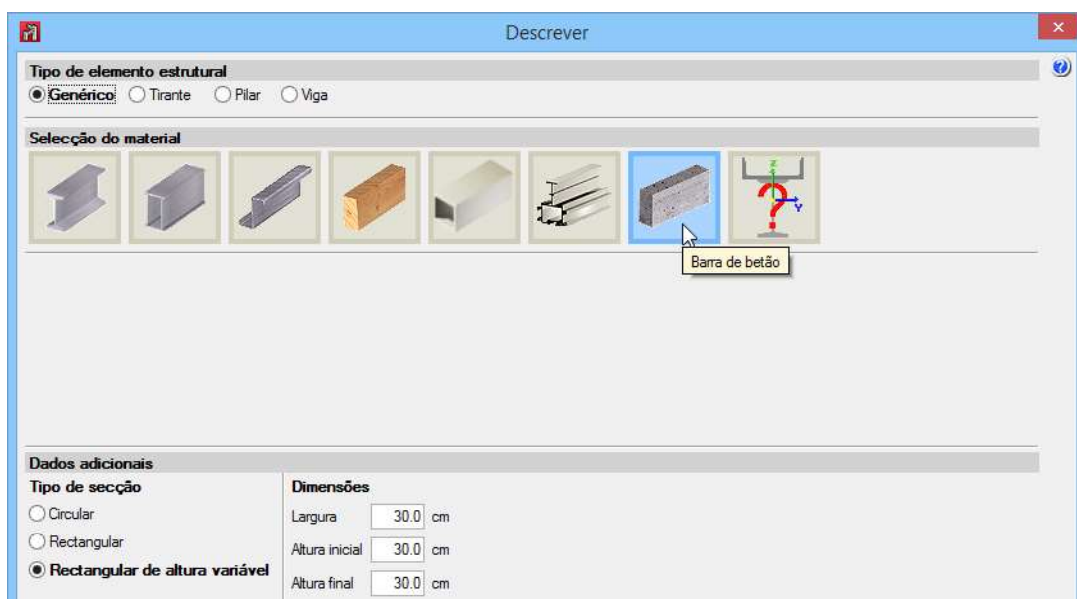 Descrever
Tipo de elemento estrutural
Genérico Tirante Pilar Viga
Selecção do material
Z
Y
Barra de betão
Dados adicionais
Tipo de secção Dimensões
Circular Largura 30.0 cm
Rectangular Altura inicial 30.0 cm
Rectangular de altura variável Altura final 30.0 cm